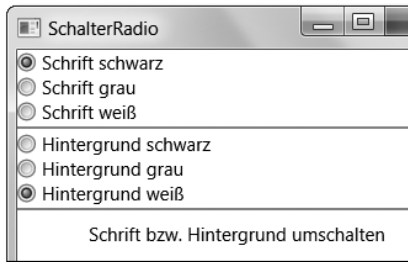 SchalterRadio
Schrift schwarz
Schrift grau
Schrift weiß
Hintergrund schwarz
Hintergrund grau
Hintergrund weiß
Schrift bzw. Hintergrund umschalten